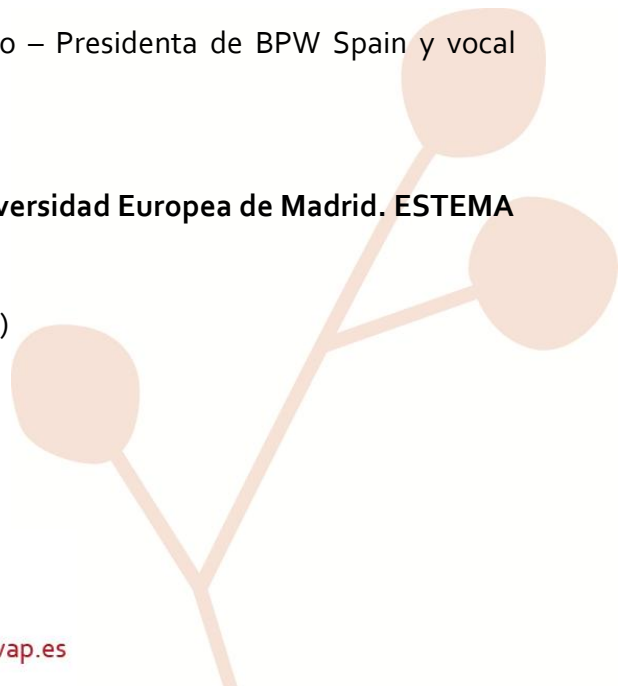 o – Presidenta de BPW Spain y vocal
versidad Europea de Madrid. ESTEMA
)
vap.es